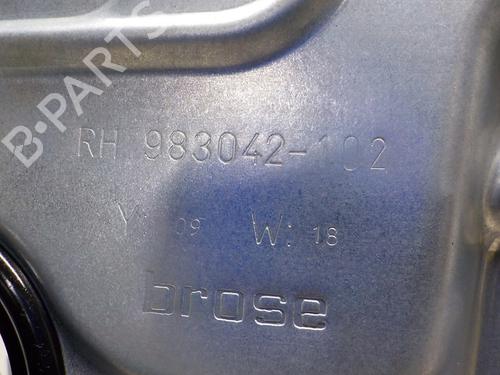 B-PARTS
RH 983042-102
Y: 09 W: 18
brose